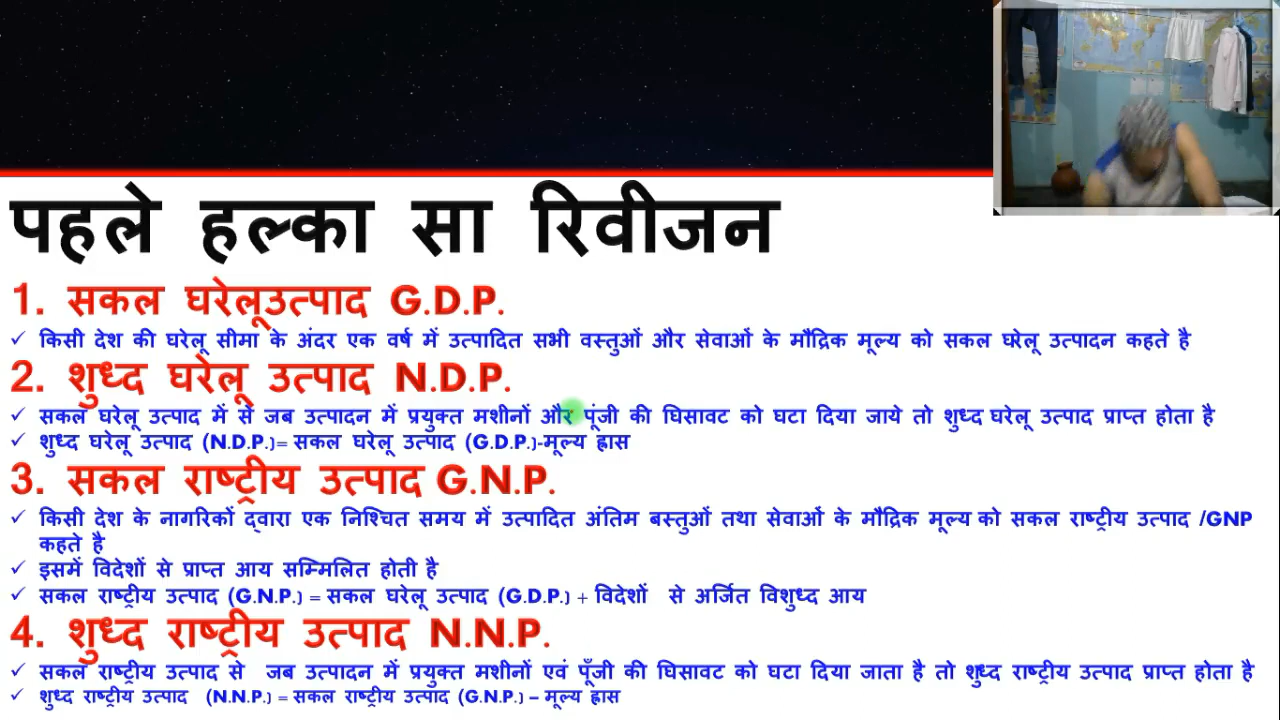 पहले हल्का सा रिवीजन
1. सकल घरेलूउत्पाद G.D.P.
✓ किसी देश की घरेलू सीमा के अंदर एक वर्ष में उत्पादित सभी वस्तुओं और सेवाओं के मौद्रिक मूल्य को सकल घरेलू उत्पादन कहते है
2. शुध्द घरेलू उत्पाद N.D.P.
✓ सकल घरेलू उत्पाद में से जब उत्पादन में प्रयुक्त मशीनों और पूंजी की घिसावट को घटा दिया जाये तो शुध्द घरेलू उत्पाद प्राप्त होता है
✓ शुध्द घरेलू उत्पाद (N.D.P.)= सकल घरेलू उत्पाद (G.D.P.)-मूल्य ह्रास
3. सकल राष्ट्रीय उत्पाद G.N.P.
✓ किसी देश के नागरिकों द्वारा एक निश्चित समय में उत्पादित अंतिम बस्तुओं तथा सेवाओं के मौद्रिक मूल्य को सकल राष्ट्रीय उत्पाद /GNP
कहते है
✓ इसमें विदेशों से प्राप्त आय सम्मिलित होती है
✓ सकल राष्ट्रीय उत्पाद (G.N.P.) = सकल घरेलू उत्पाद (G.D.P.) + विदेशों से अर्जित विशुध्द आय
4. शुध्द राष्ट्रीय उत्पाद N.N.P.
✓ सकल राष्ट्रीय उत्पाद से जब उत्पादन में प्रयुक्त मशीनों एवं पूँजी की घिसावट को घटा दिया जाता है तो शुध्द राष्ट्रीय उत्पाद प्राप्त होता है
✓ शुध्द राष्ट्रीय उत्पाद (N.N.P.) = सकल राष्ट्रीय उत्पाद (G.N.P.) – मूल्य ह्रास